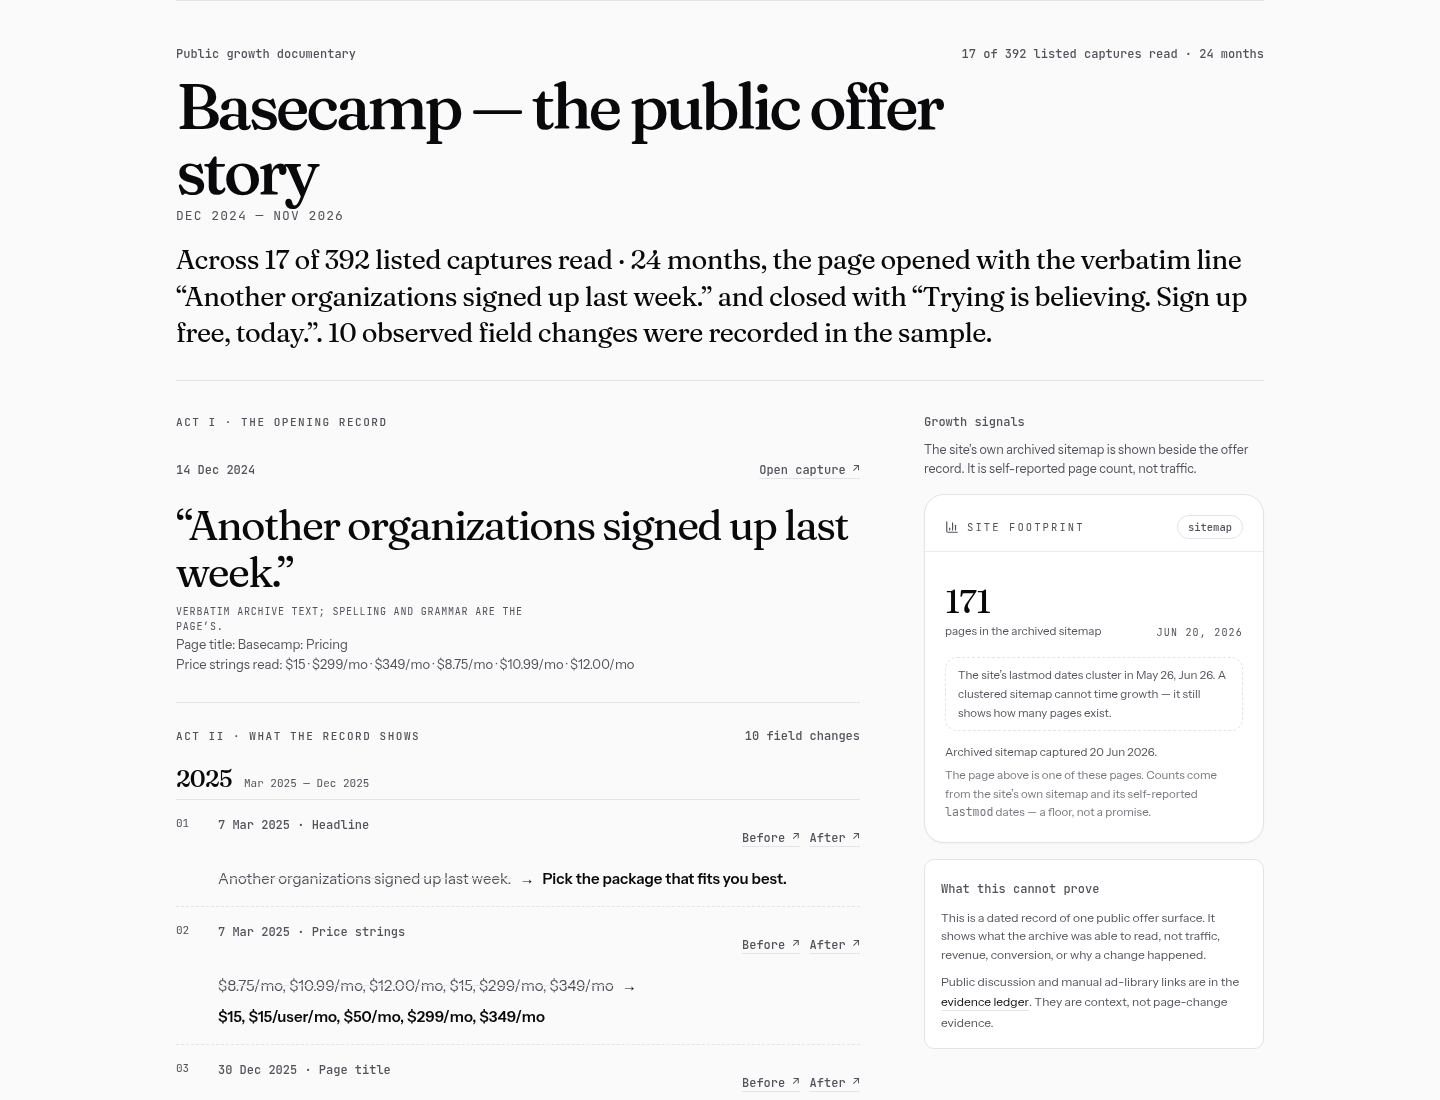 Public growth documentary
17 of 392 listed captures read · 24 months
Basecamp — the public offer
story
DEC 2024 — NOV 2026
Across 17 of 392 listed captures read · 24 months, the page opened with the verbatim line
“Another organizations signed up last week.” and closed with “Trying is believing. Sign up
free, today.”. 10 observed field changes were recorded in the sample.
ACT I · THE OPENING RECORD
14 Dec 2024
Open capture ↗
“Another organizations signed up last
week.”
VERBATIM ARCHIVE TEXT; SPELLING AND GRAMMAR ARE THE
PAGE’S.
Page title: Basecamp: Pricing
Price strings read: $15 · $299/mo · $349/mo · $8.75/mo · $10.99/mo · $12.00/mo
ACT II · WHAT THE RECORD SHOWS
10 field changes
2025 Mar 2025 — Dec 2025
01 7 Mar 2025 · Headline
Before ↗ After ↗
Another organizations signed up last week. → Pick the package that fits you best.
02 7 Mar 2025 · Price strings
Before ↗ After ↗
$8.75/mo, $10.99/mo, $12.00/mo, $15, $299/mo, $349/mo →
$15, $15/user/mo, $50/mo, $299/mo, $349/mo
03 30 Dec 2025 · Page title
Before ↗ After ↗
Growth signals
The site’s own archived sitemap is shown beside the offer
record. It is self-reported page count, not traffic.
SITE FOOTPRINT
sitemap
171
pages in the archived sitemap
JUN 20, 2026
The site’s lastmod dates cluster in May 26, Jun 26. A
clustered sitemap cannot time growth — it still
shows how many pages exist.
Archived sitemap captured 20 Jun 2026.
The page above is one of these pages. Counts come
from the site’s own sitemap and its self-reported
lastmod dates — a floor, not a promise.
What this cannot prove
This is a dated record of one public offer surface. It
shows what the archive was able to read, not traffic,
revenue, conversion, or why a change happened.
Public discussion and manual ad-library links are in the
evidence ledger. They are context, not page-change
evidence.